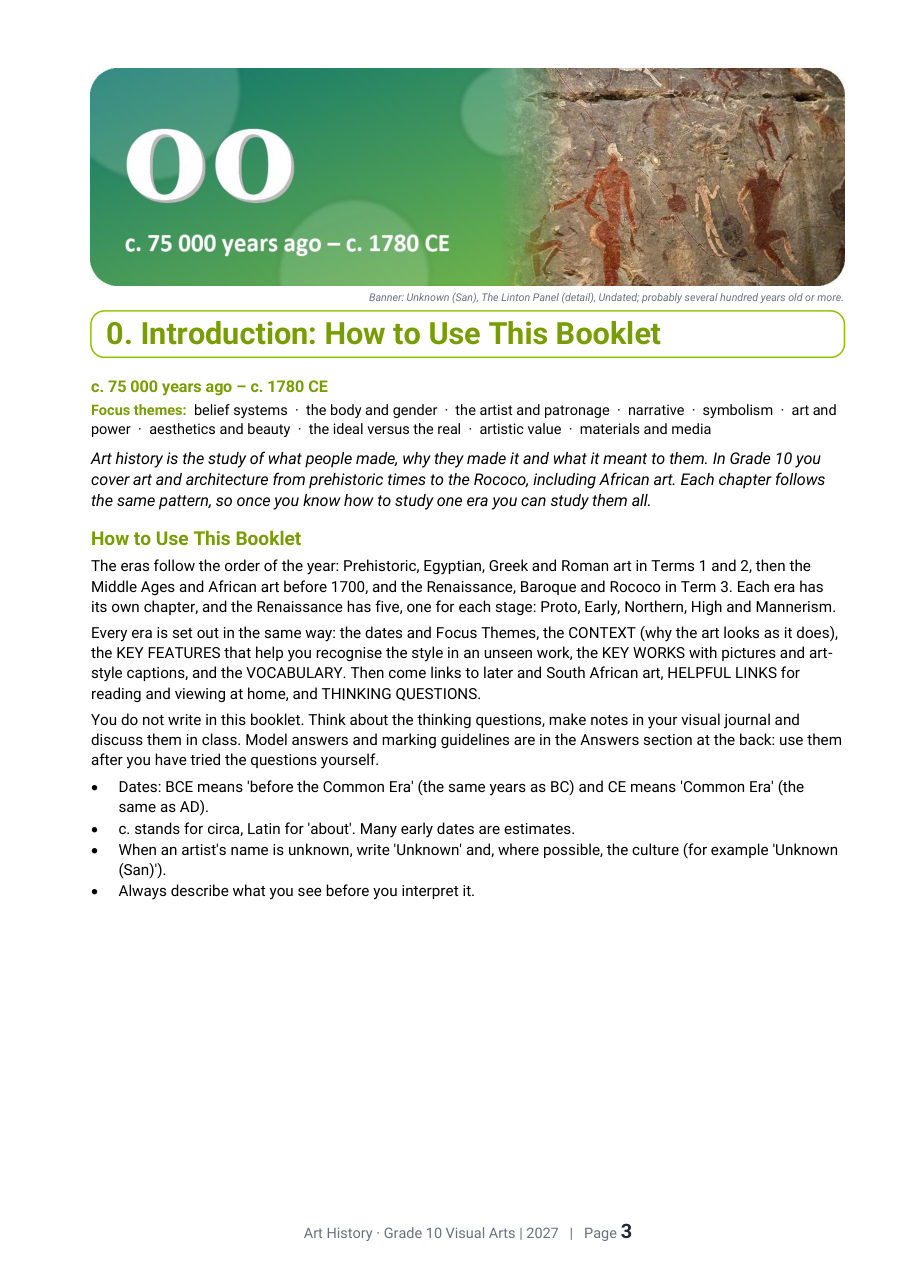 00
c. 75 000 years ago – c. 1780 CE
Banner: Unknown (San), The Linton Panel (detail), Undated; probably several hundred years old or more.
0. Introduction: How to Use This Booklet
c. 75 000 years ago – c. 1780 CE
Focus themes: belief systems · the body and gender · the artist and patronage · narrative · symbolism · art and
power · aesthetics and beauty · the ideal versus the real · artistic value · materials and media
Art history is the study of what people made, why they made it and what it meant to them. In Grade 10 you
cover art and architecture from prehistoric times to the Rococo, including African art. Each chapter follows
the same pattern, so once you know how to study one era you can study them all.
How to Use This Booklet
The eras follow the order of the year: Prehistoric, Egyptian, Greek and Roman art in Terms 1 and 2, then the
Middle Ages and African art before 1700, and the Renaissance, Baroque and Rococo in Term 3. Each era has
its own chapter, and the Renaissance has five, one for each stage: Proto, Early, Northern, High and Mannerism.
Every era is set out in the same way: the dates and Focus Themes, the CONTEXT (why the art looks as it does),
the KEY FEATURES that help you recognise the style in an unseen work, the KEY WORKS with pictures and art-
style captions, and the VOCABULARY. Then come links to later and South African art, HELPFUL LINKS for
reading and viewing at home, and THINKING QUESTIONS.
You do not write in this booklet. Think about the thinking questions, make notes in your visual journal and
discuss them in class. Model answers and marking guidelines are in the Answers section at the back: use them
after you have tried the questions yourself.
• Dates: BCE means 'before the Common Era' (the same years as BC) and CE means 'Common Era' (the
same as AD).
• c. stands for circa, Latin for 'about'. Many early dates are estimates.
• When an artist's name is unknown, write 'Unknown' and, where possible, the culture (for example 'Unknown
(San)').
• Always describe what you see before you interpret it.
Art History · Grade 10 Visual Arts | 2027 | Page 3